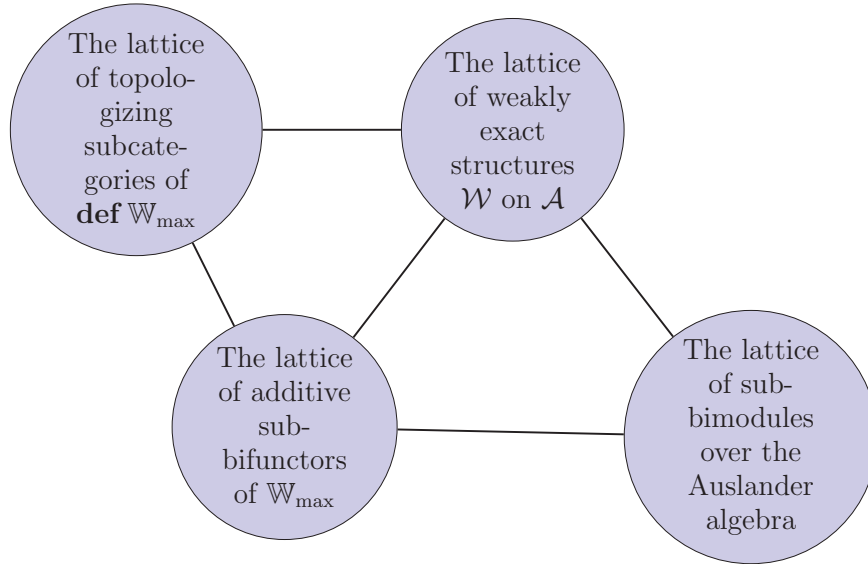 The lattice
of topolo-
gizing
subcate-
gories of
def 𝕎max
The lattice
of weakly
exact
structures
𝒲 on 𝒜
The lattice
of additive
sub-
bifunctors
of 𝕎max
The lattice
of sub-
bimodules
over the
Auslander
algebra